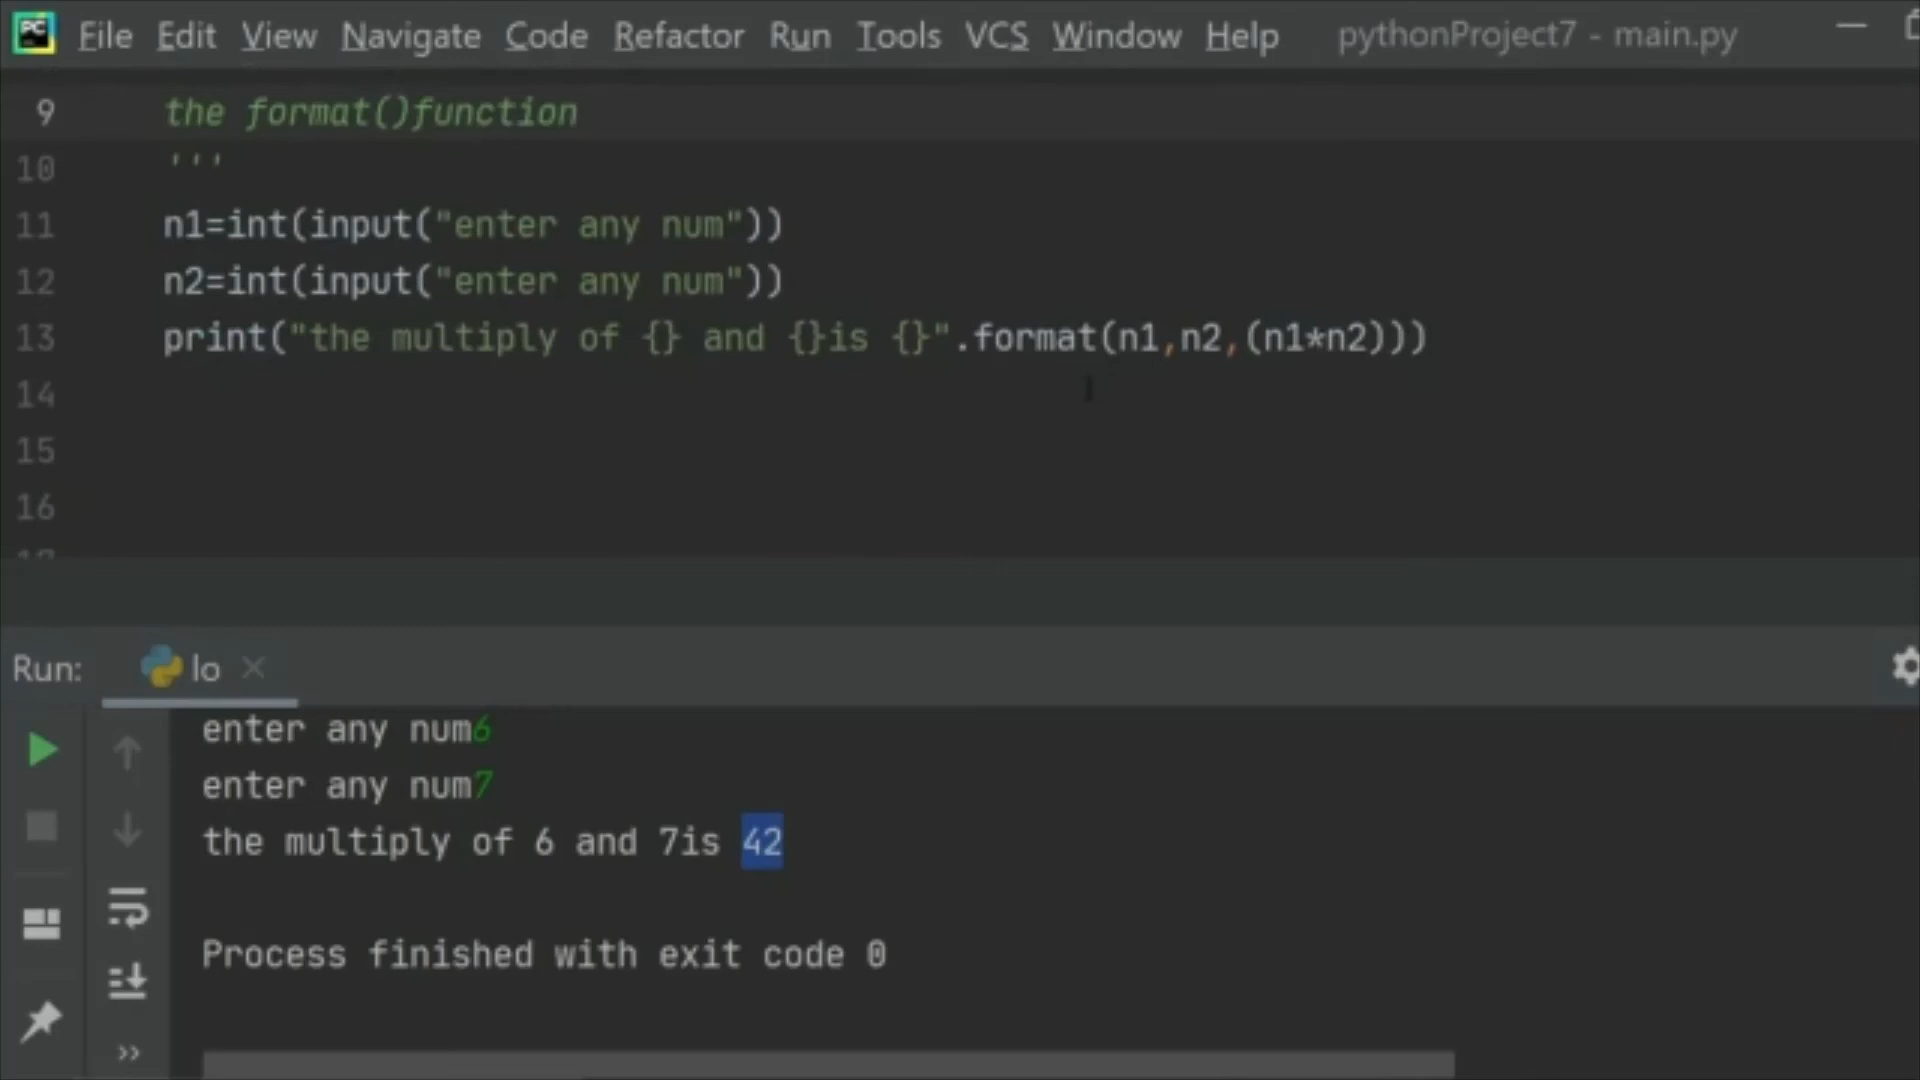 PC File Edit View Navigate Code Refactor Run Tools VCS Window Help pythonProject7 - main.py
9 the format()function
10 '''
11 n1=int(input("enter any num"))
12 n2=int(input("enter any num"))
13 print("the multiply of {} and {}is {}".format(n1,n2,(n1*n2)))
14
15
16
Run: lo
enter any num6
enter any num7
the multiply of 6 and 7is 42
Process finished with exit code 0